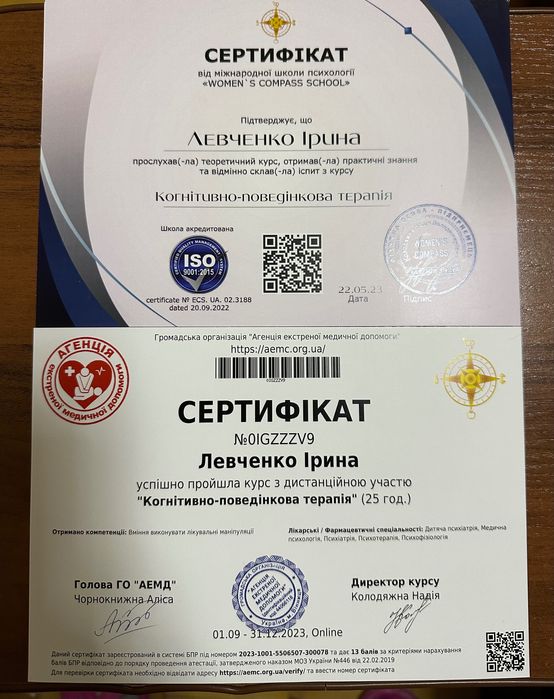 СЕРТИФІКАТ
від міжнародної школи психології
«WOMEN`S COMPASS SCHOOL»
Підтверджує, що
Левченко Ірина
прослухав(-ла) теоретичний курс, отримав(-ла) практичні знання
та відмінно склав(-ла) іспит з курсу
Когнітивно-поведінкова терапія
Школа акредитована
ISO
9001:2015
certificate № ECS. UA. 02.3188
dated 20.09.2022
22.05.23
Дата
Підпис
WOMEN'S
COMPASS
Громадська організація "Агенція екстреної медичної допомоги"
https://aemc.org.ua/
0IGZZZV9
АГЕНЦІЯ
екстреної медичної допомоги
СЕРТИФІКАТ
№0IGZZZV9
Левченко Ірина
успішно пройшла курс з дистанційною участю
"Когнітивно-поведінкова терапія" (25 год.)
Отримано компетенції: Вміння виконувати лікувальні маніпуляції
Лікарські / Фармацевтичні спеціальності: Дитяча психіатрія, Медична
психологія, Психіатрія, Психотерапія, Психофізіологія
Голова ГО "АЕМД"
Чорнокнижна Аліса
"АГЕНЦІЯ
ЕКСТРЕНОЇ
МЕДИЧНОЇ
ДОПОМОГИ"
Директор курсу
Колодяжна Надія
01.09 - 31.12.2023, Online
Даний сертифікат зареєстрований в системі БПР під номером 2023-1001-5506507-300078 та дає 13 балів за критеріями нарахування
балів БПР відповідно до порядку проведення атестації, затвердженого наказом МОЗ України №446 від 22.02.2019
Для перевірки сертифікату необхідно відвідати адресу https://aemc.org.ua/verify/ та ввести номер сертифікату